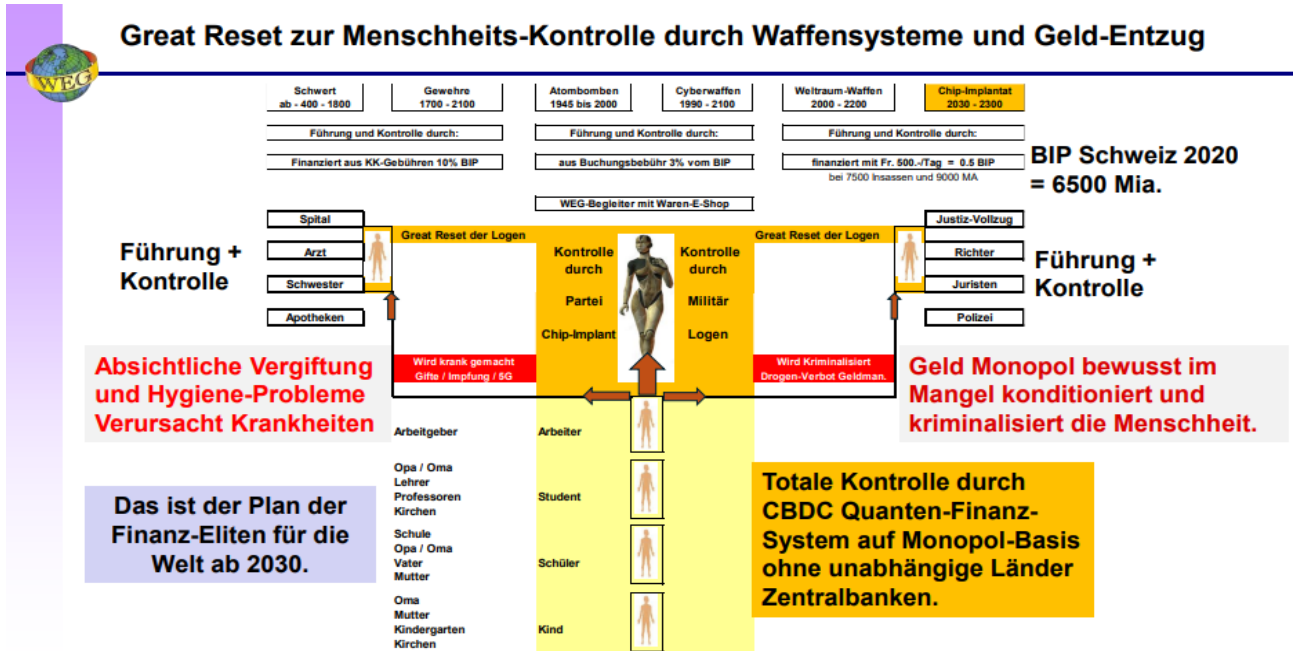 Great Reset zur Menschheits-Kontrolle durch Waffensysteme und Geld-Entzug
WEG
Schwert
ab - 400 - 1800
Gewehre
1700 - 2100
Atombomben
1945 bis 2000
Cyberwaffen
1990 - 2100
Weltraum-Waffen
2000 - 2200
Chip-Implantat
2030 - 2300
Führung und Kontrolle durch:
Führung und Kontrolle durch:
Führung und Kontrolle durch:
Finanziert aus KK-Gebühren 10% BIP
aus Buchungsbebühr 3% vom BIP
finanziert mit Fr. 500.-/Tag = 0.5 BIP
bei 7500 Insassen und 9000 MA
BIP Schweiz 2020
= 6500 Mia.
WEG-Begleiter mit Waren-E-Shop
Führung +
Kontrolle
Spital
Arzt
Schwester
Apotheken
Great Reset der Logen
Kontrolle
durch
Partei
Chip-Implant
Kontrolle
durch
Militär
Logen
Great Reset der Logen
Justiz-Vollzug
Richter
Juristen
Polizei
Führung +
Kontrolle
Absichtliche Vergiftung
und Hygiene-Probleme
Verursacht Krankheiten
Wird krank gemacht
Gifte / Impfung / 5G
Wird Kriminalisiert
Drogen-Verbot Geldman.
Geld Monopol bewusst im
Mangel konditioniert und
kriminalisiert die Menschheit.
Das ist der Plan der
Finanz-Eliten für die
Welt ab 2030.
Arbeitgeber
Arbeiter
Opa / Oma
Lehrer
Professoren
Kirchen
Student
Schule
Opa / Oma
Vater
Mutter
Schüler
Oma
Mutter
Kindergarten
Kirchen
Kind
Totale Kontrolle durch
CBDC Quanten-Finanz-
System auf Monopol-Basis
ohne unabhängige Länder
Zentralbanken.